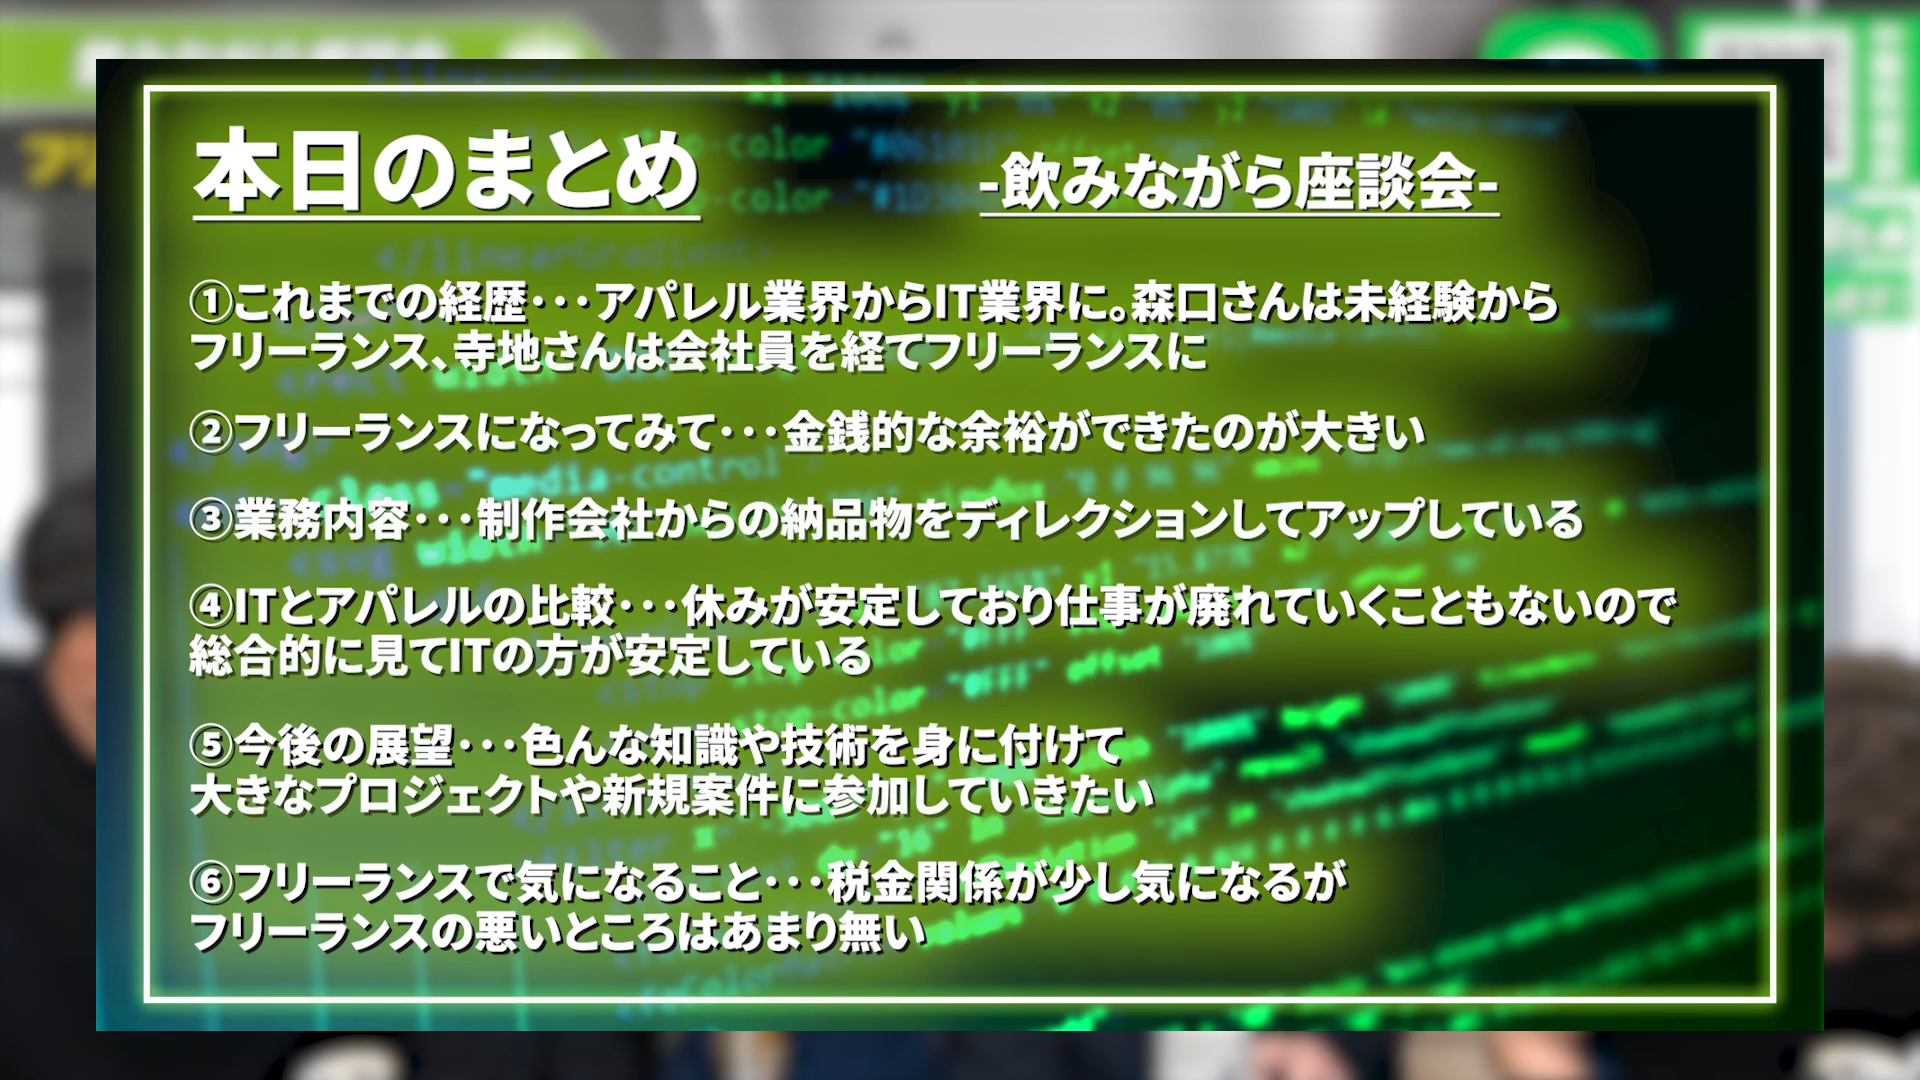 本日のまとめ
-飲みながら座談会-
①これまでの経歴･･･アパレル業界からIT業界に。森口さんは未経験から
フリーランス、寺地さんは会社員を経てフリーランスに
②フリーランスになってみて･･･金銭的な余裕ができたのが大きい
③業務内容･･･制作会社からの納品物をディレクションしてアップしている
④ITとアパレルの比較･･･休みが安定しており仕事が廃れていくこともないので
総合的に見てITの方が安定している
⑤今後の展望･･･色んな知識や技術を身に付けて
大きなプロジェクトや新規案件に参加していきたい
⑥フリーランスで気になること･･･税金関係が少し気になるが
フリーランスの悪いところはあまり無い